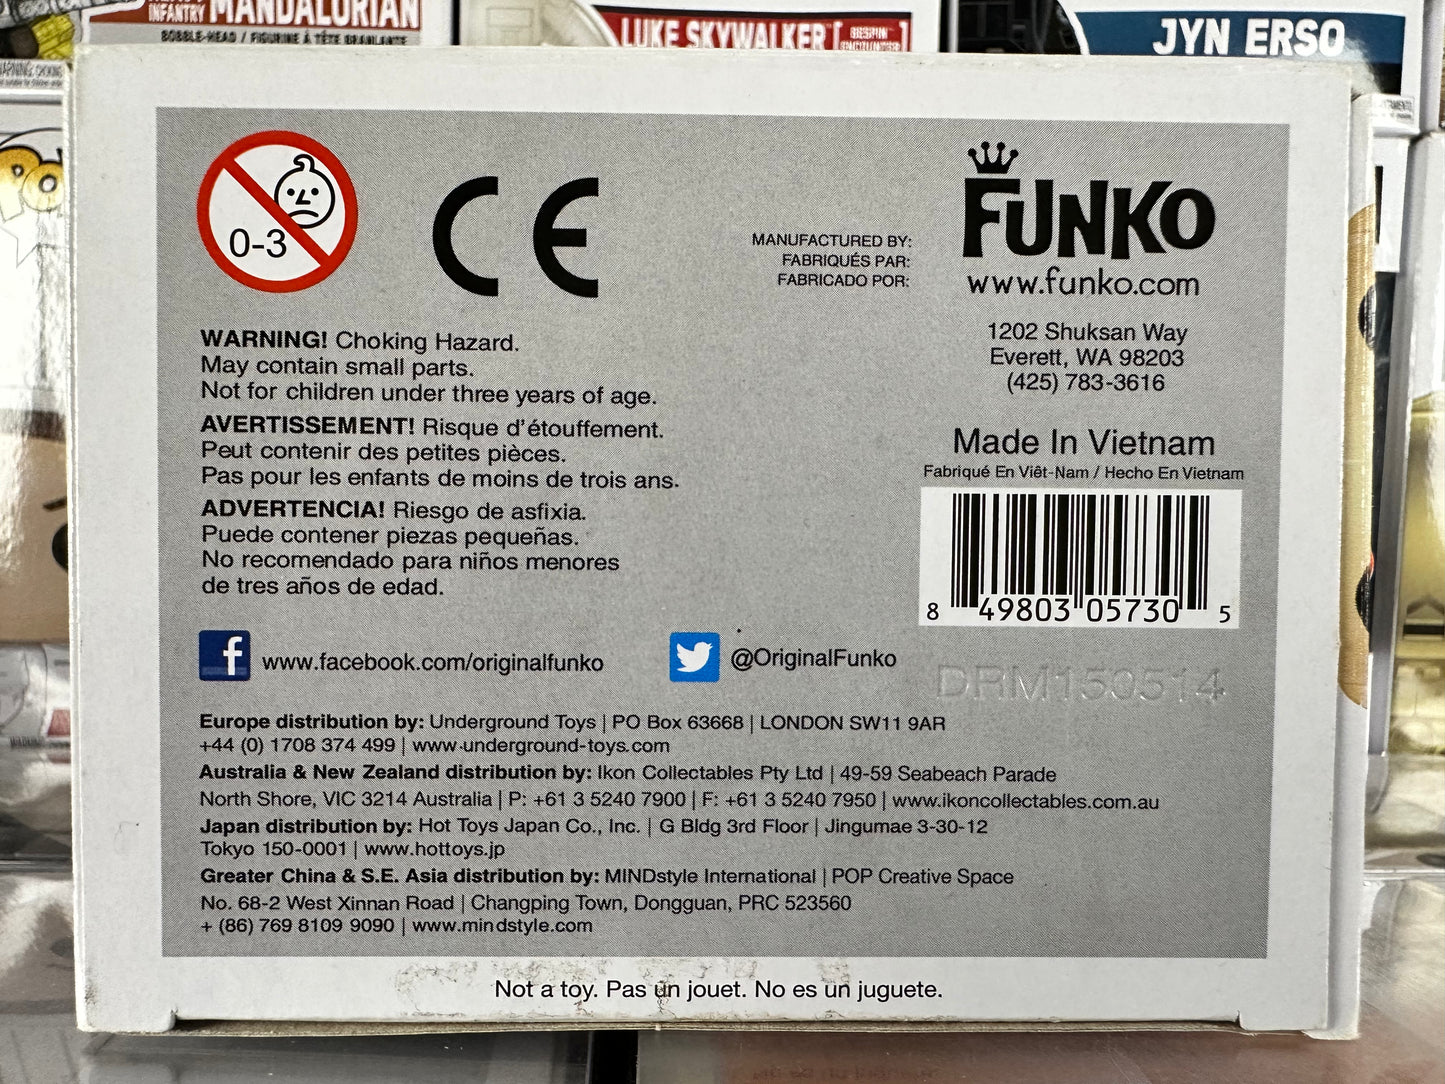 INFANTRY MANDALORIAN
BOBBLE-HEAD / FIGURINE À TÊTE BRANLANTE
LUKE SKYWALKER [BESPIN ENCOUNTER]
JYN ERSO
0-3
CE
MANUFACTURED BY:
FABRIQUÉS PAR:
FABRICADO POR:
FUNKO
www.funko.com
1202 Shuksan Way
Everett, WA 98203
(425) 783-3616
WARNING! Choking Hazard.
May contain small parts.
Not for children under three years of age.
AVERTISSEMENT! Risque d'étouffement.
Peut contenir des petites pièces.
Pas pour les enfants de moins de trois ans.
ADVERTENCIA! Riesgo de asfixia.
Puede contener piezas pequeñas.
No recomendado para niños menores
de tres años de edad.
Made In Vietnam
Fabriqué En Viêt-Nam / Hecho En Vietnam
8 49803 05730 5
f www.facebook.com/originalfunko
@OriginalFunko
DRM150514
Europe distribution by: Underground Toys | PO Box 63668 | LONDON SW11 9AR
+44 (0) 1708 374 499 | www.underground-toys.com
Australia & New Zealand distribution by: Ikon Collectables Pty Ltd | 49-59 Seabeach Parade
North Shore, VIC 3214 Australia | P: +61 3 5240 7900 | F: +61 3 5240 7950 | www.ikoncollectables.com.au
Japan distribution by: Hot Toys Japan Co., Inc. | G Bldg 3rd Floor | Jingumae 3-30-12
Tokyo 150-0001 | www.hottoys.jp
Greater China & S.E. Asia distribution by: MINDstyle International | POP Creative Space
No. 68-2 West Xinnan Road | Changping Town, Dongguan, PRC 523560
+ (86) 769 8109 9090 | www.mindstyle.com
Not a toy. Pas un jouet. No es un juguete.